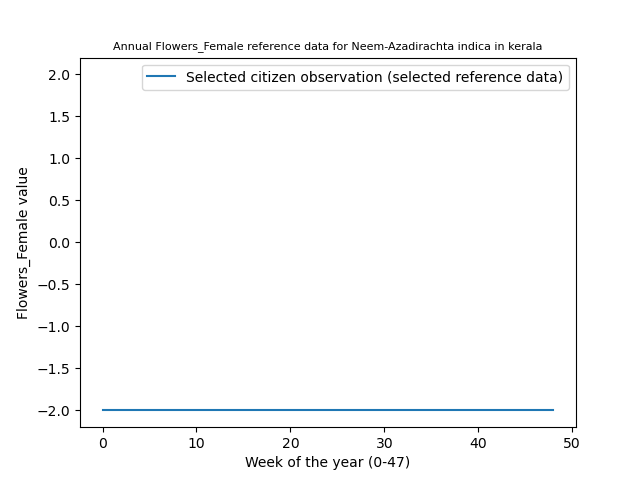 Annual Flowers_Female reference data for Neem-Azadirachta indica in kerala
Selected citizen observation (selected reference data)
2.0
1.5
1.0
0.5
0.0
−0.5
−1.0
−1.5
−2.0
Flowers_Female value
0 10 20 30 40 50
Week of the year (0-47)